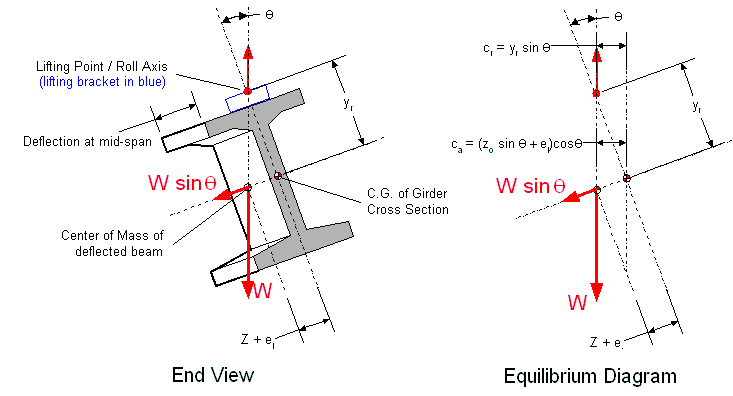 θ
Lifting Point / Roll Axis
(lifting bracket in blue)
yr
Deflection at mid-span
W sinθ
C.G. of Girder
Cross Section
Center of Mass of
deflected beam
W
Z + eI
End View
θ
cr = yr sin θ
yr
ca = (zo sin θ + ei)cosθ
W sinθ
W
Z + e.
Equilibrium Diagram